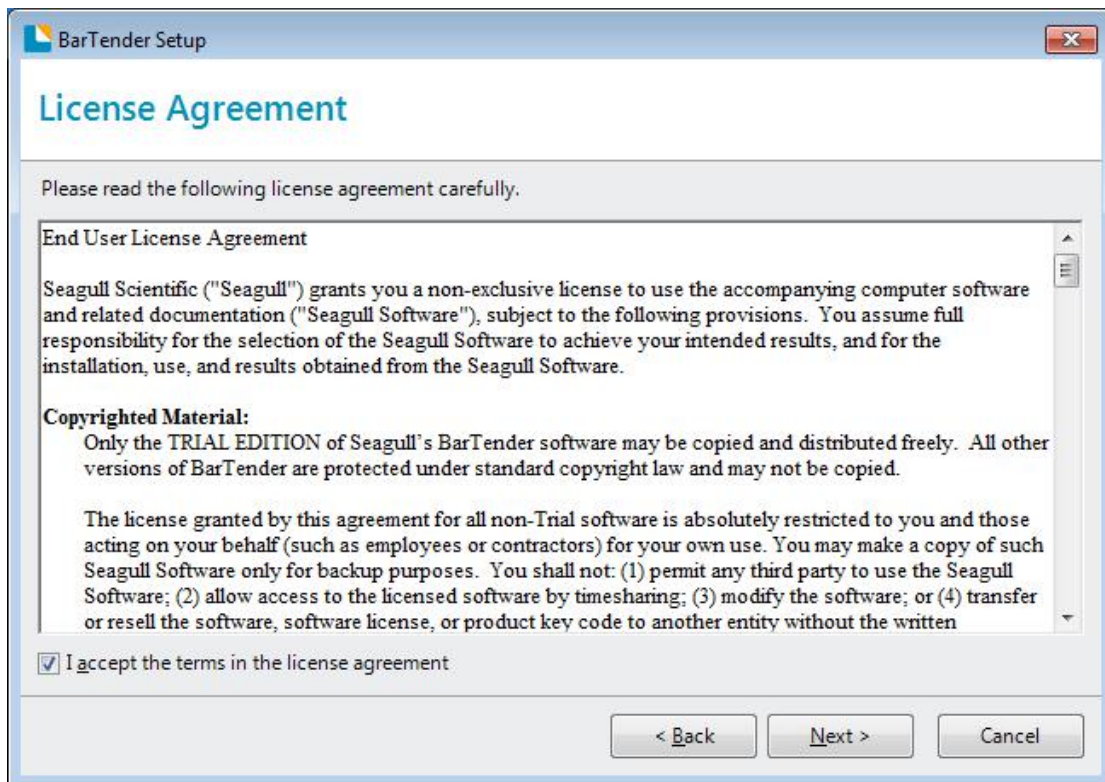 BarTender Setup
License Agreement
Please read the following license agreement carefully.
End User License Agreement
Seagull Scientific ("Seagull") grants you a non-exclusive license to use the accompanying computer software
and related documentation ("Seagull Software"), subject to the following provisions.  You assume full
responsibility for the selection of the Seagull Software to achieve your intended results, and for the
installation, use, and results obtained from the Seagull Software.
Copyrighted Material:
Only the TRIAL EDITION of Seagull's BarTender software may be copied and distributed freely.  All other
versions of BarTender are protected under standard copyright law and may not be copied.
The license granted by this agreement for all non-Trial software is absolutely restricted to you and those
acting on your behalf (such as employees or contractors) for your own use. You may make a copy of such
Seagull Software only for backup purposes.  You shall not: (1) permit any third party to use the Seagull
Software; (2) allow access to the licensed software by timesharing; (3) modify the software; or (4) transfer
or resell the software, software license, or product key code to another entity without the written
I accept the terms in the license agreement
< Back
Next >
Cancel